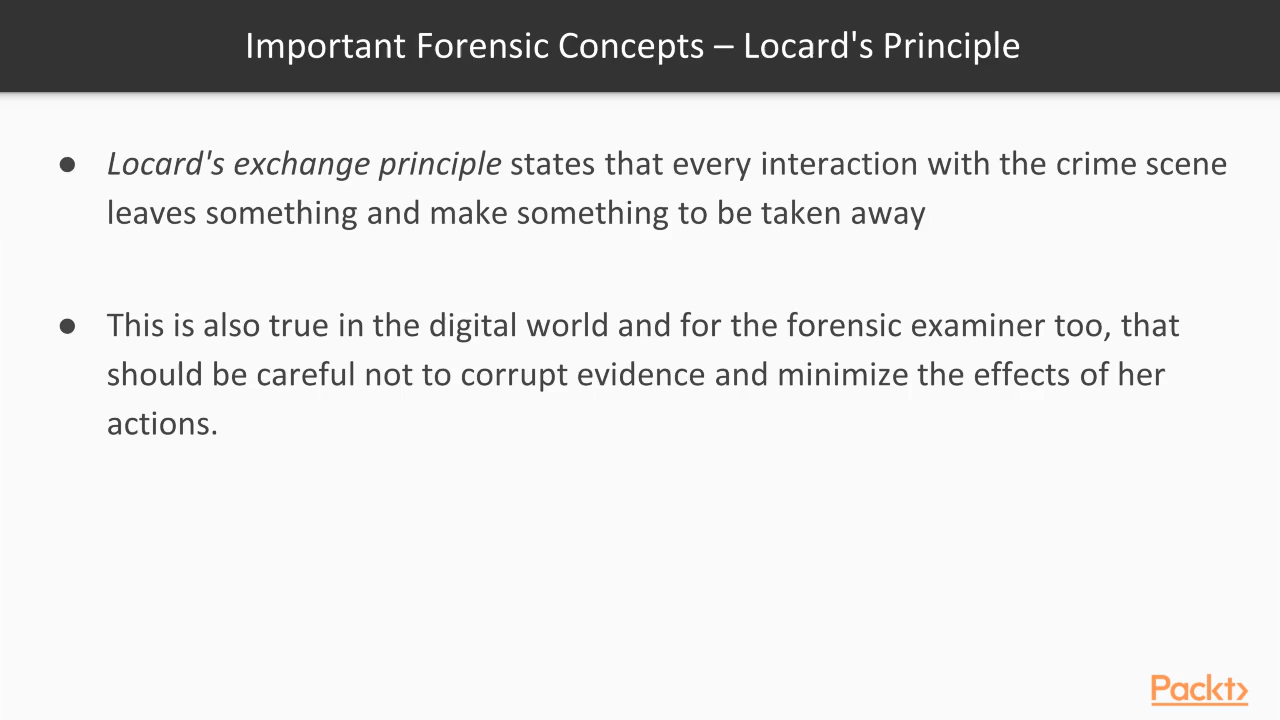 Important Forensic Concepts – Locard's Principle
● Locard's exchange principle states that every interaction with the crime scene
leaves something and make something to be taken away
● This is also true in the digital world and for the forensic examiner too, that
should be careful not to corrupt evidence and minimize the effects of her
actions.
Packt>